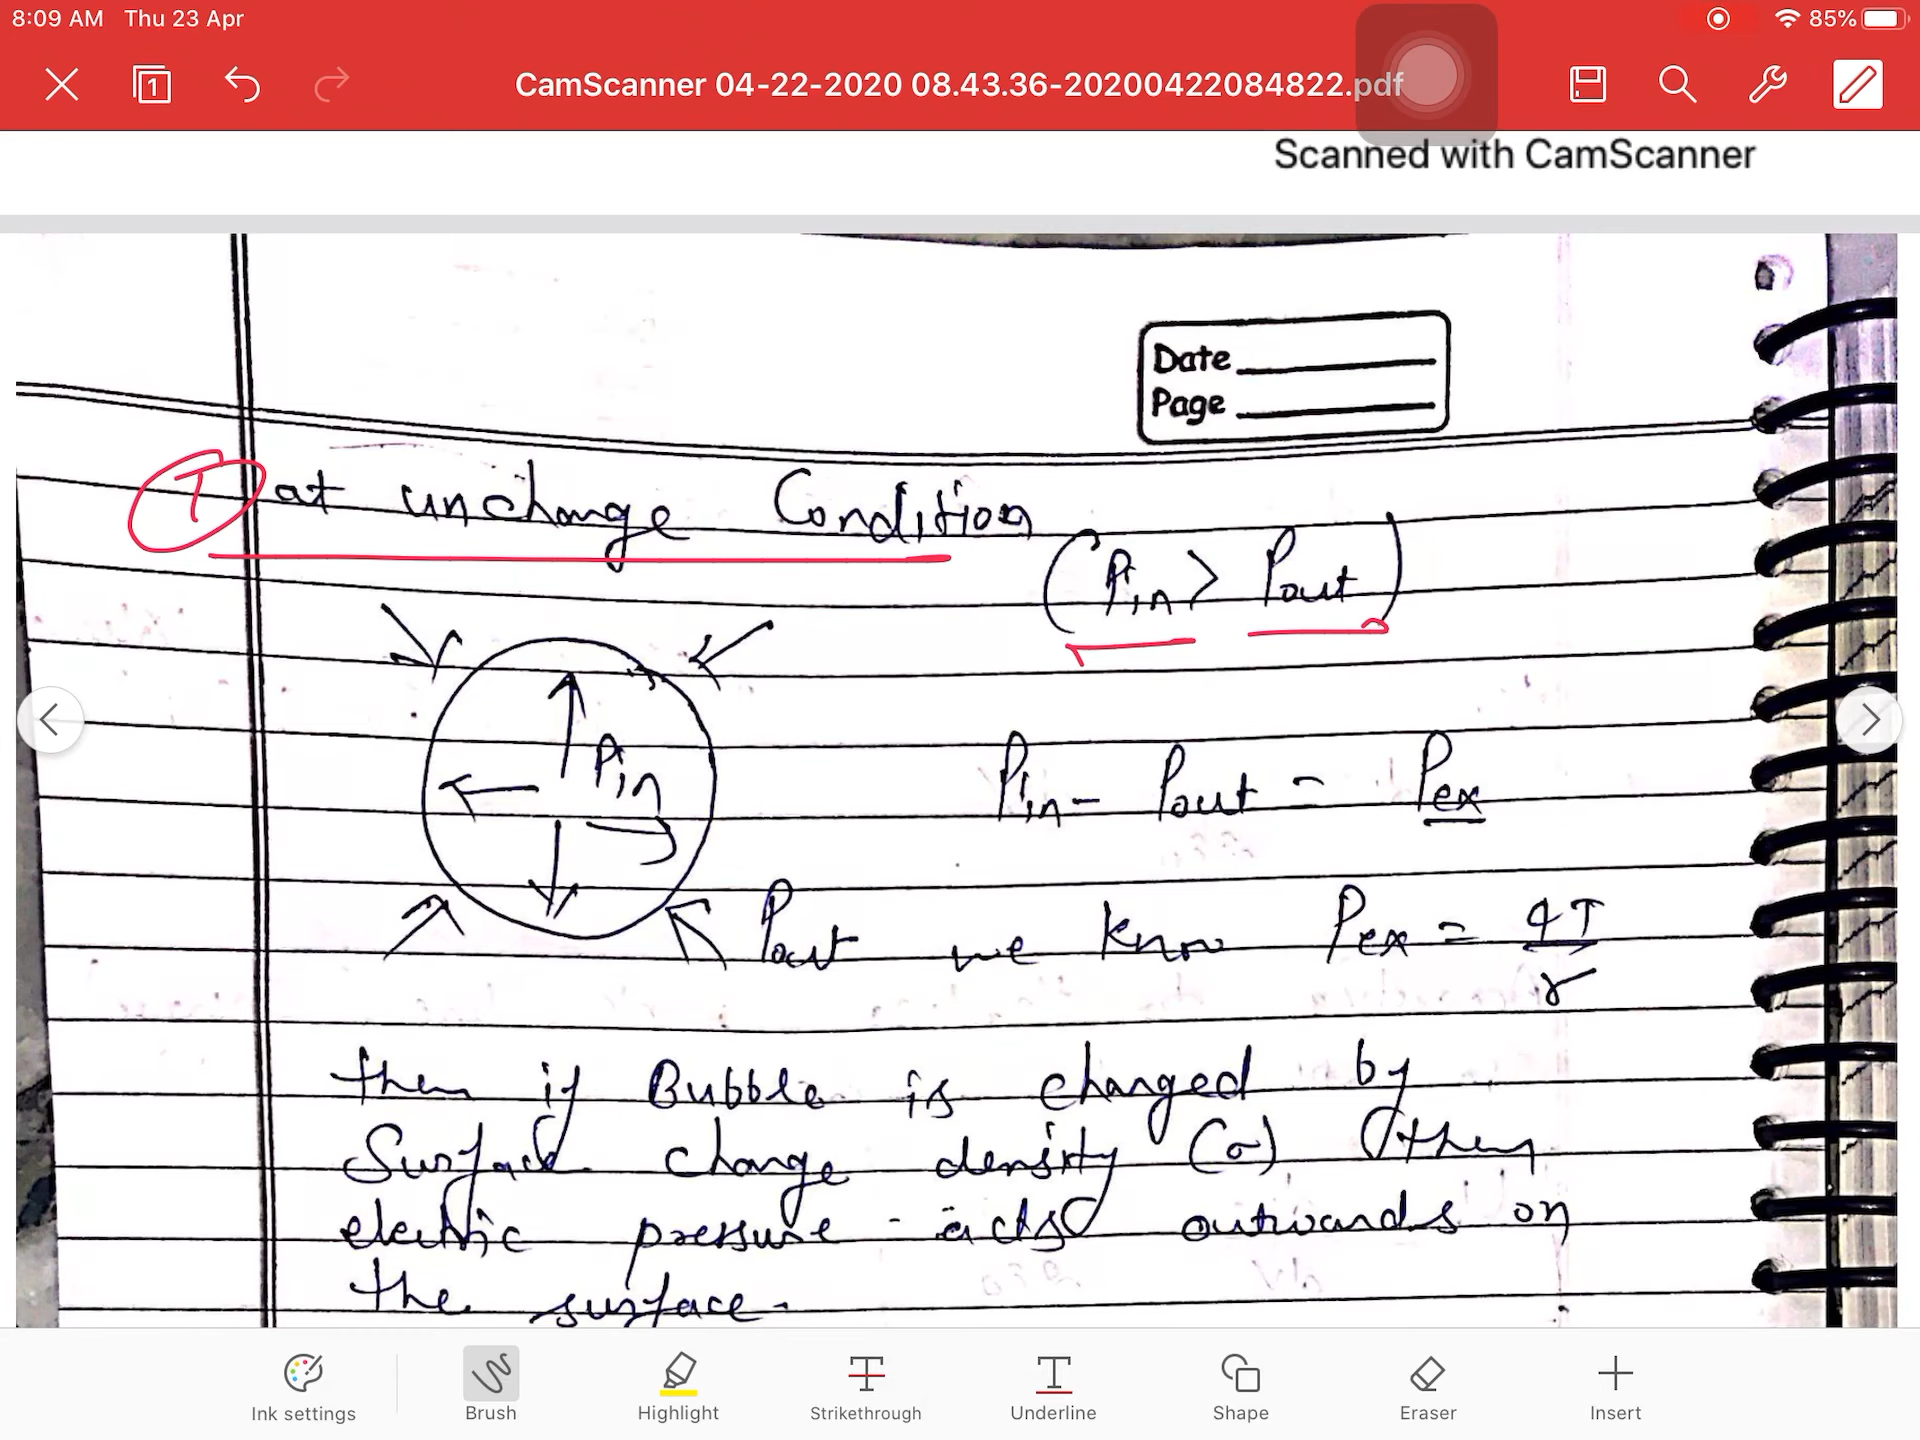 8:09 AM Thu 23 Apr
85%
1
CamScanner 04-22-2020 08.43.36-20200422084822.pdf
Scanned with CamScanner
Date
Page
1 at uncharge Condition
(Pin > Pout)
Pin
Pin - Pout = Pex
Pout we know Pex = 4T/r
then if Bubble is charged by
Surface charge density (σ) then
electric pressure acts outwards on
the surface.
Ink settings
Brush
Highlight
Strikethrough
Underline
Shape
Eraser
Insert